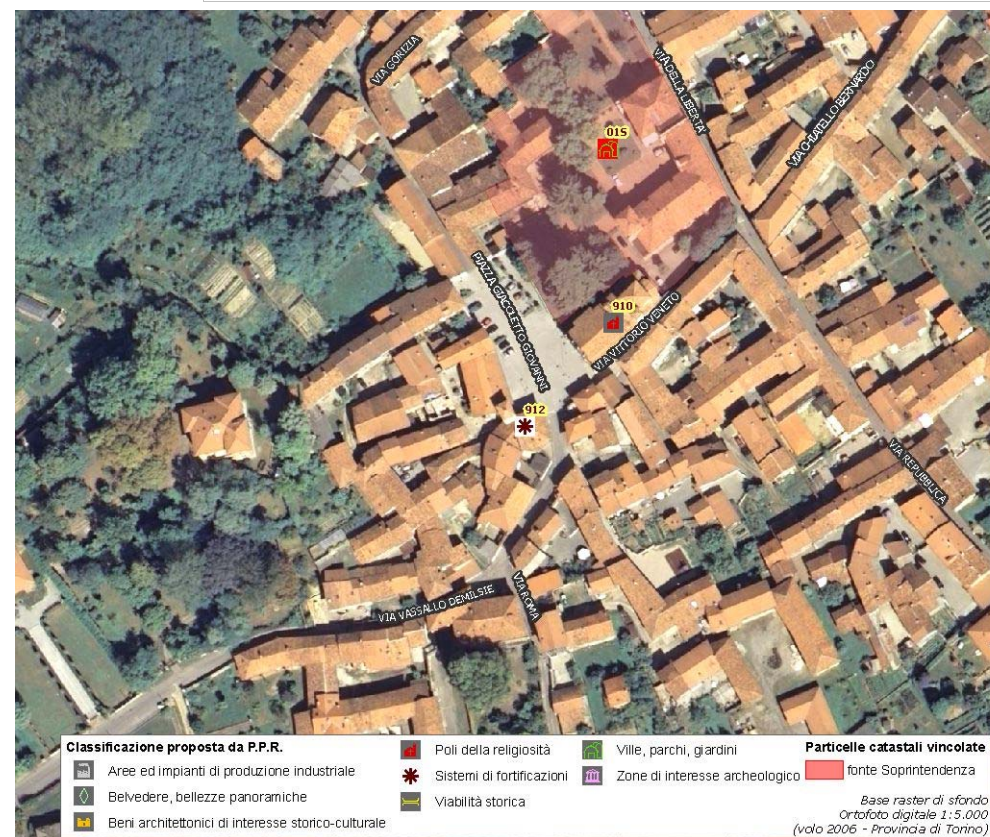 VIA GORIZIA
VIA DELLA LIBERTA'
VIA CHIATELLO BERNARDO
015
PIAZZA GIACOLETTO GIOVANNI
910
VIA VITTORIO VENETO
912
VIA REPUBBLICA
VIA VASSALLO DEMILSIE
VIA ROMA
Classificazione proposta da P.P.R.
Aree ed impianti di produzione industriale
Belvedere, bellezze panoramiche
Beni architettonici di interesse storico-culturale
Poli della religiosità
Sistemi di fortificazioni
Viabilità storica
Ville, parchi, giardini
Zone di interesse archeologico
Particelle catastali vincolate
fonte Soprintendenza
Base raster di sfondo
Ortofoto digitale 1:5.000
(volo 2006 - Provincia di Torino)